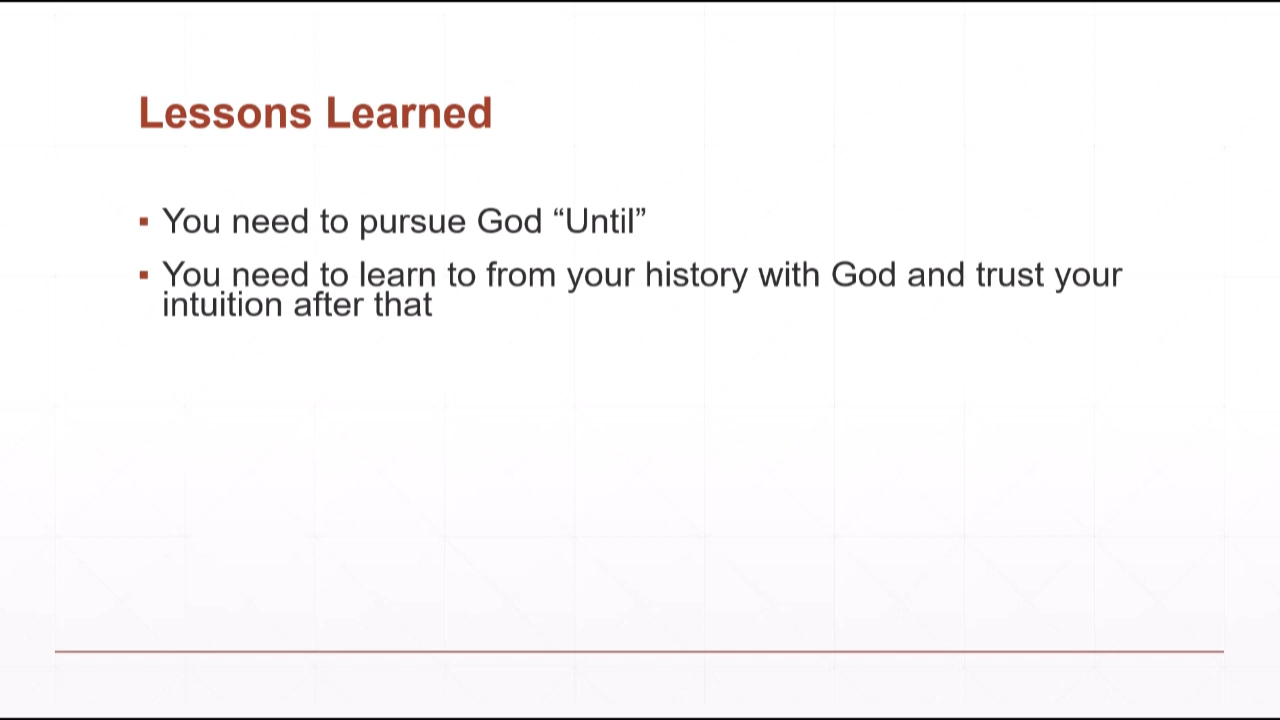 Lessons Learned
▪ You need to pursue God “Until”
▪ You need to learn to from your history with God and trust your
intuition after that